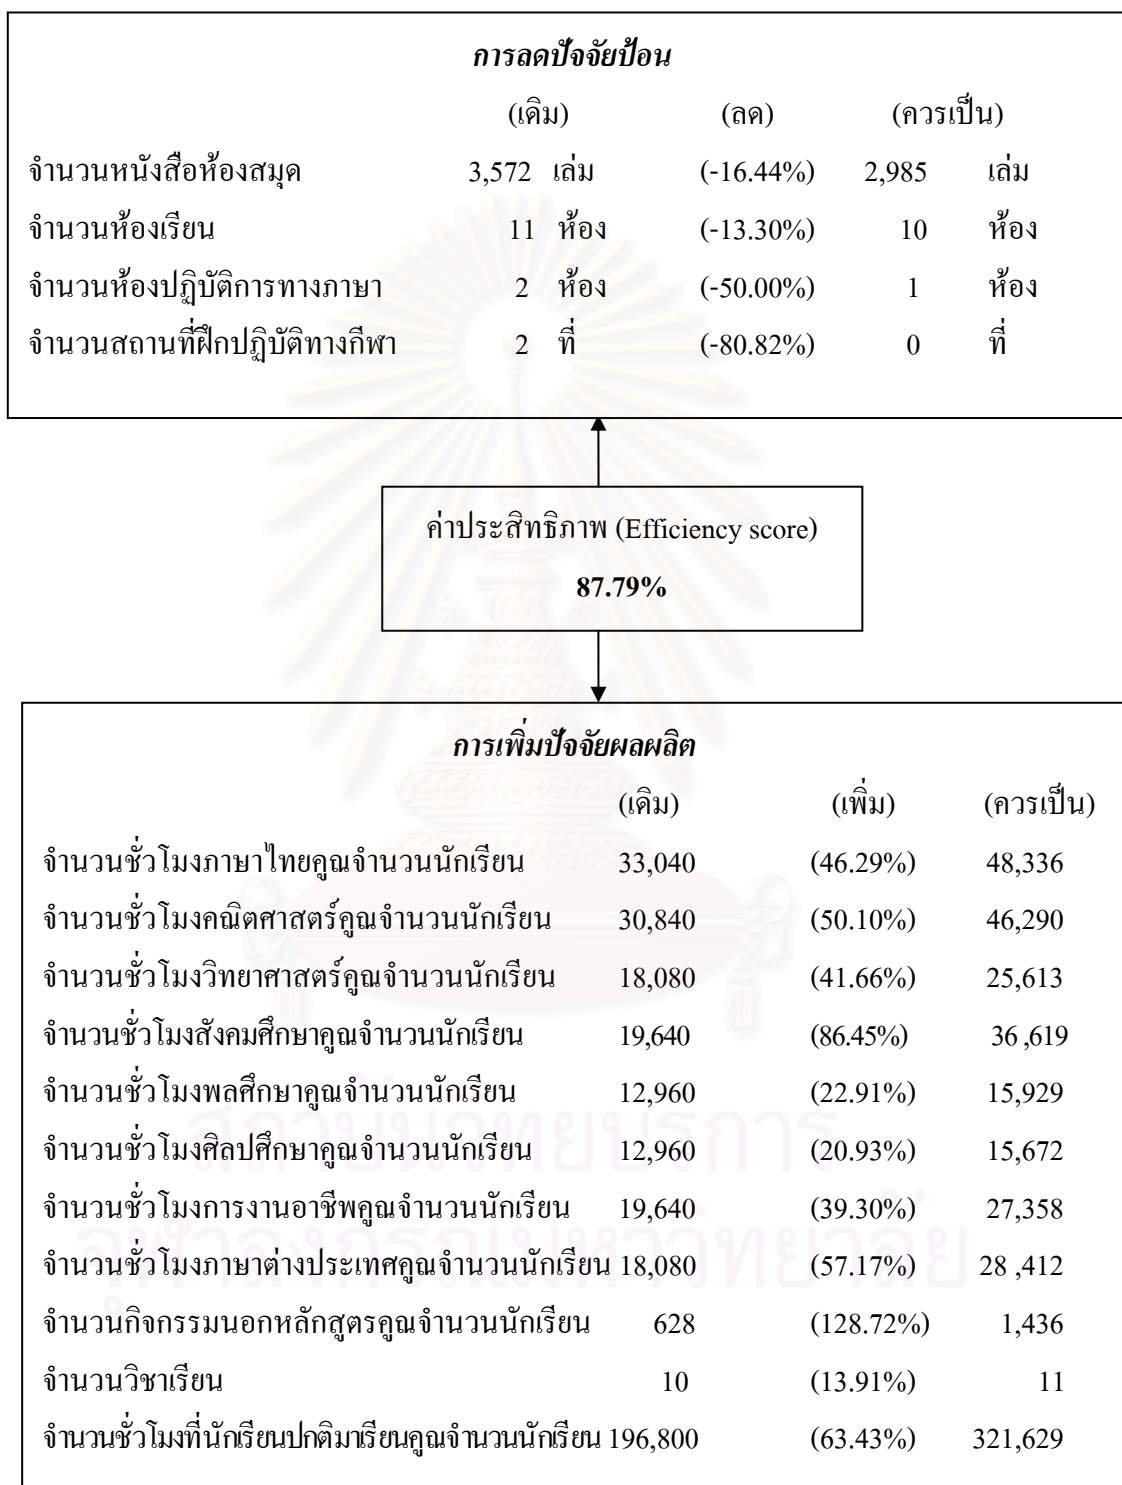 การลดปัจจัยป้อน
(เดิม) (ลด) (ควรเป็น)
จำนวนหนังสือห้องสมุด 3,572 เล่ม (-16.44%) 2,985 เล่ม
จำนวนห้องเรียน 11 ห้อง (-13.30%) 10 ห้อง
จำนวนห้องปฏิบัติการทางภาษา 2 ห้อง (-50.00%) 1 ห้อง
จำนวนสถานที่ฝึกปฏิบัติทางกีฬา 2 ที่ (-80.82%) 0 ที่
ค่าประสิทธิภาพ (Efficiency score)
87.79%
การเพิ่มปัจจัยผลผลิต
(เดิม) (เพิ่ม) (ควรเป็น)
จำนวนชั่วโมงภาษาไทยคูณจำนวนนักเรียน 33,040 (46.29%) 48,336
จำนวนชั่วโมงคณิตศาสตร์คูณจำนวนนักเรียน 30,840 (50.10%) 46,290
จำนวนชั่วโมงวิทยาศาสตร์คูณจำนวนนักเรียน 18,080 (41.66%) 25,613
จำนวนชั่วโมงสังคมศึกษาคูณจำนวนนักเรียน 19,640 (86.45%) 36 ,619
จำนวนชั่วโมงพลศึกษาคูณจำนวนนักเรียน 12,960 (22.91%) 15,929
จำนวนชั่วโมงศิลปศึกษาคูณจำนวนนักเรียน 12,960 (20.93%) 15,672
จำนวนชั่วโมงการงานอาชีพคูณจำนวนนักเรียน 19,640 (39.30%) 27,358
จำนวนชั่วโมงภาษาต่างประเทศคูณจำนวนนักเรียน 18,080 (57.17%) 28 ,412
จำนวนกิจกรรมนอกหลักสูตรคูณจำนวนนักเรียน 628 (128.72%) 1,436
จำนวนวิชาเรียน 10 (13.91%) 11
จำนวนชั่วโมงที่นักเรียนปกติมาเรียนคูณจำนวนนักเรียน 196,800 (63.43%) 321,629
สถาบันวิทยบริการ
จุฬาลงกรณ์มหาวิทยาลัย